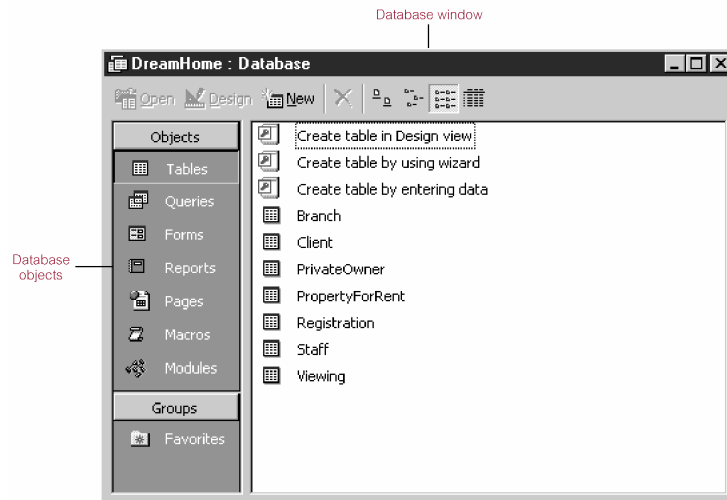 Database window
DreamHome : Database
Open Design New
Objects
Tables
Queries
Forms
Reports
Pages
Macros
Modules
Groups
Favorites
Create table in Design view
Create table by using wizard
Create table by entering data
Branch
Client
PrivateOwner
PropertyForRent
Registration
Staff
Viewing
Database
objects